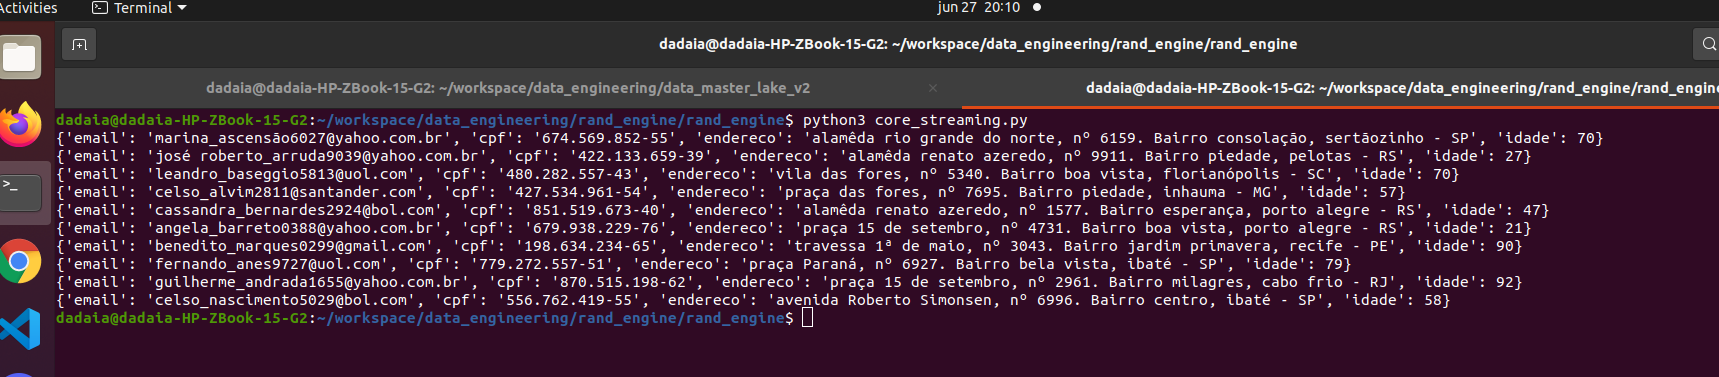 Activities
Terminal
jun 27 20:10
dadaia@dadaia-HP-ZBook-15-G2: ~/workspace/data_engineering/rand_engine/rand_engine
dadaia@dadaia-HP-ZBook-15-G2: ~/workspace/data_engineering/data_master_lake_v2
dadaia@dadaia-HP-ZBook-15-G2: ~/workspace/data_engineering/rand_engine/rand_engine
dadaia@dadaia-HP-ZBook-15-G2:~/workspace/data_engineering/rand_engine/rand_engine$ python3 core_streaming.py
{'email': 'marina_ascensão6027@yahoo.com.br', 'cpf': '674.569.852-55', 'endereco': 'alamêda rio grande do norte, nº 6159. Bairro consolação, sertãozinho - SP', 'idade': 70}
{'email': 'josé roberto_arruda9039@yahoo.com.br', 'cpf': '422.133.659-39', 'endereco': 'alamêda renato azeredo, nº 9911. Bairro piedade, pelotas - RS', 'idade': 27}
{'email': 'leandro_baseggio5813@uol.com', 'cpf': '480.282.557-43', 'endereco': 'vila das fores, nº 5340. Bairro boa vista, florianópolis - SC', 'idade': 70}
{'email': 'celso_alvim2811@santander.com', 'cpf': '427.534.961-54', 'endereco': 'praça das fores, nº 7695. Bairro piedade, inhauma - MG', 'idade': 57}
{'email': 'cassandra_bernardes2924@bol.com', 'cpf': '851.519.673-40', 'endereco': 'alamêda renato azeredo, nº 1577. Bairro esperança, porto alegre - RS', 'idade': 47}
{'email': 'angela_barreto0388@yahoo.com.br', 'cpf': '679.938.229-76', 'endereco': 'praça 15 de setembro, nº 4731. Bairro boa vista, porto alegre - RS', 'idade': 21}
{'email': 'benedito_marques0299@gmail.com', 'cpf': '198.634.234-65', 'endereco': 'travessa 1ª de maio, nº 3043. Bairro jardim primavera, recife - PE', 'idade': 90}
{'email': 'fernando_anes9727@uol.com', 'cpf': '779.272.557-51', 'endereco': 'praça Paraná, nº 6927. Bairro bela vista, ibaté - SP', 'idade': 79}
{'email': 'guilherme_andrada1655@yahoo.com.br', 'cpf': '870.515.198-62', 'endereco': 'praça 15 de setembro, nº 2961. Bairro milagres, cabo frio - RJ', 'idade': 92}
{'email': 'celso_nascimento5029@bol.com', 'cpf': '556.762.419-55', 'endereco': 'avenida Roberto Simonsen, nº 6996. Bairro centro, ibaté - SP', 'idade': 58}
dadaia@dadaia-HP-ZBook-15-G2:~/workspace/data_engineering/rand_engine/rand_engine$